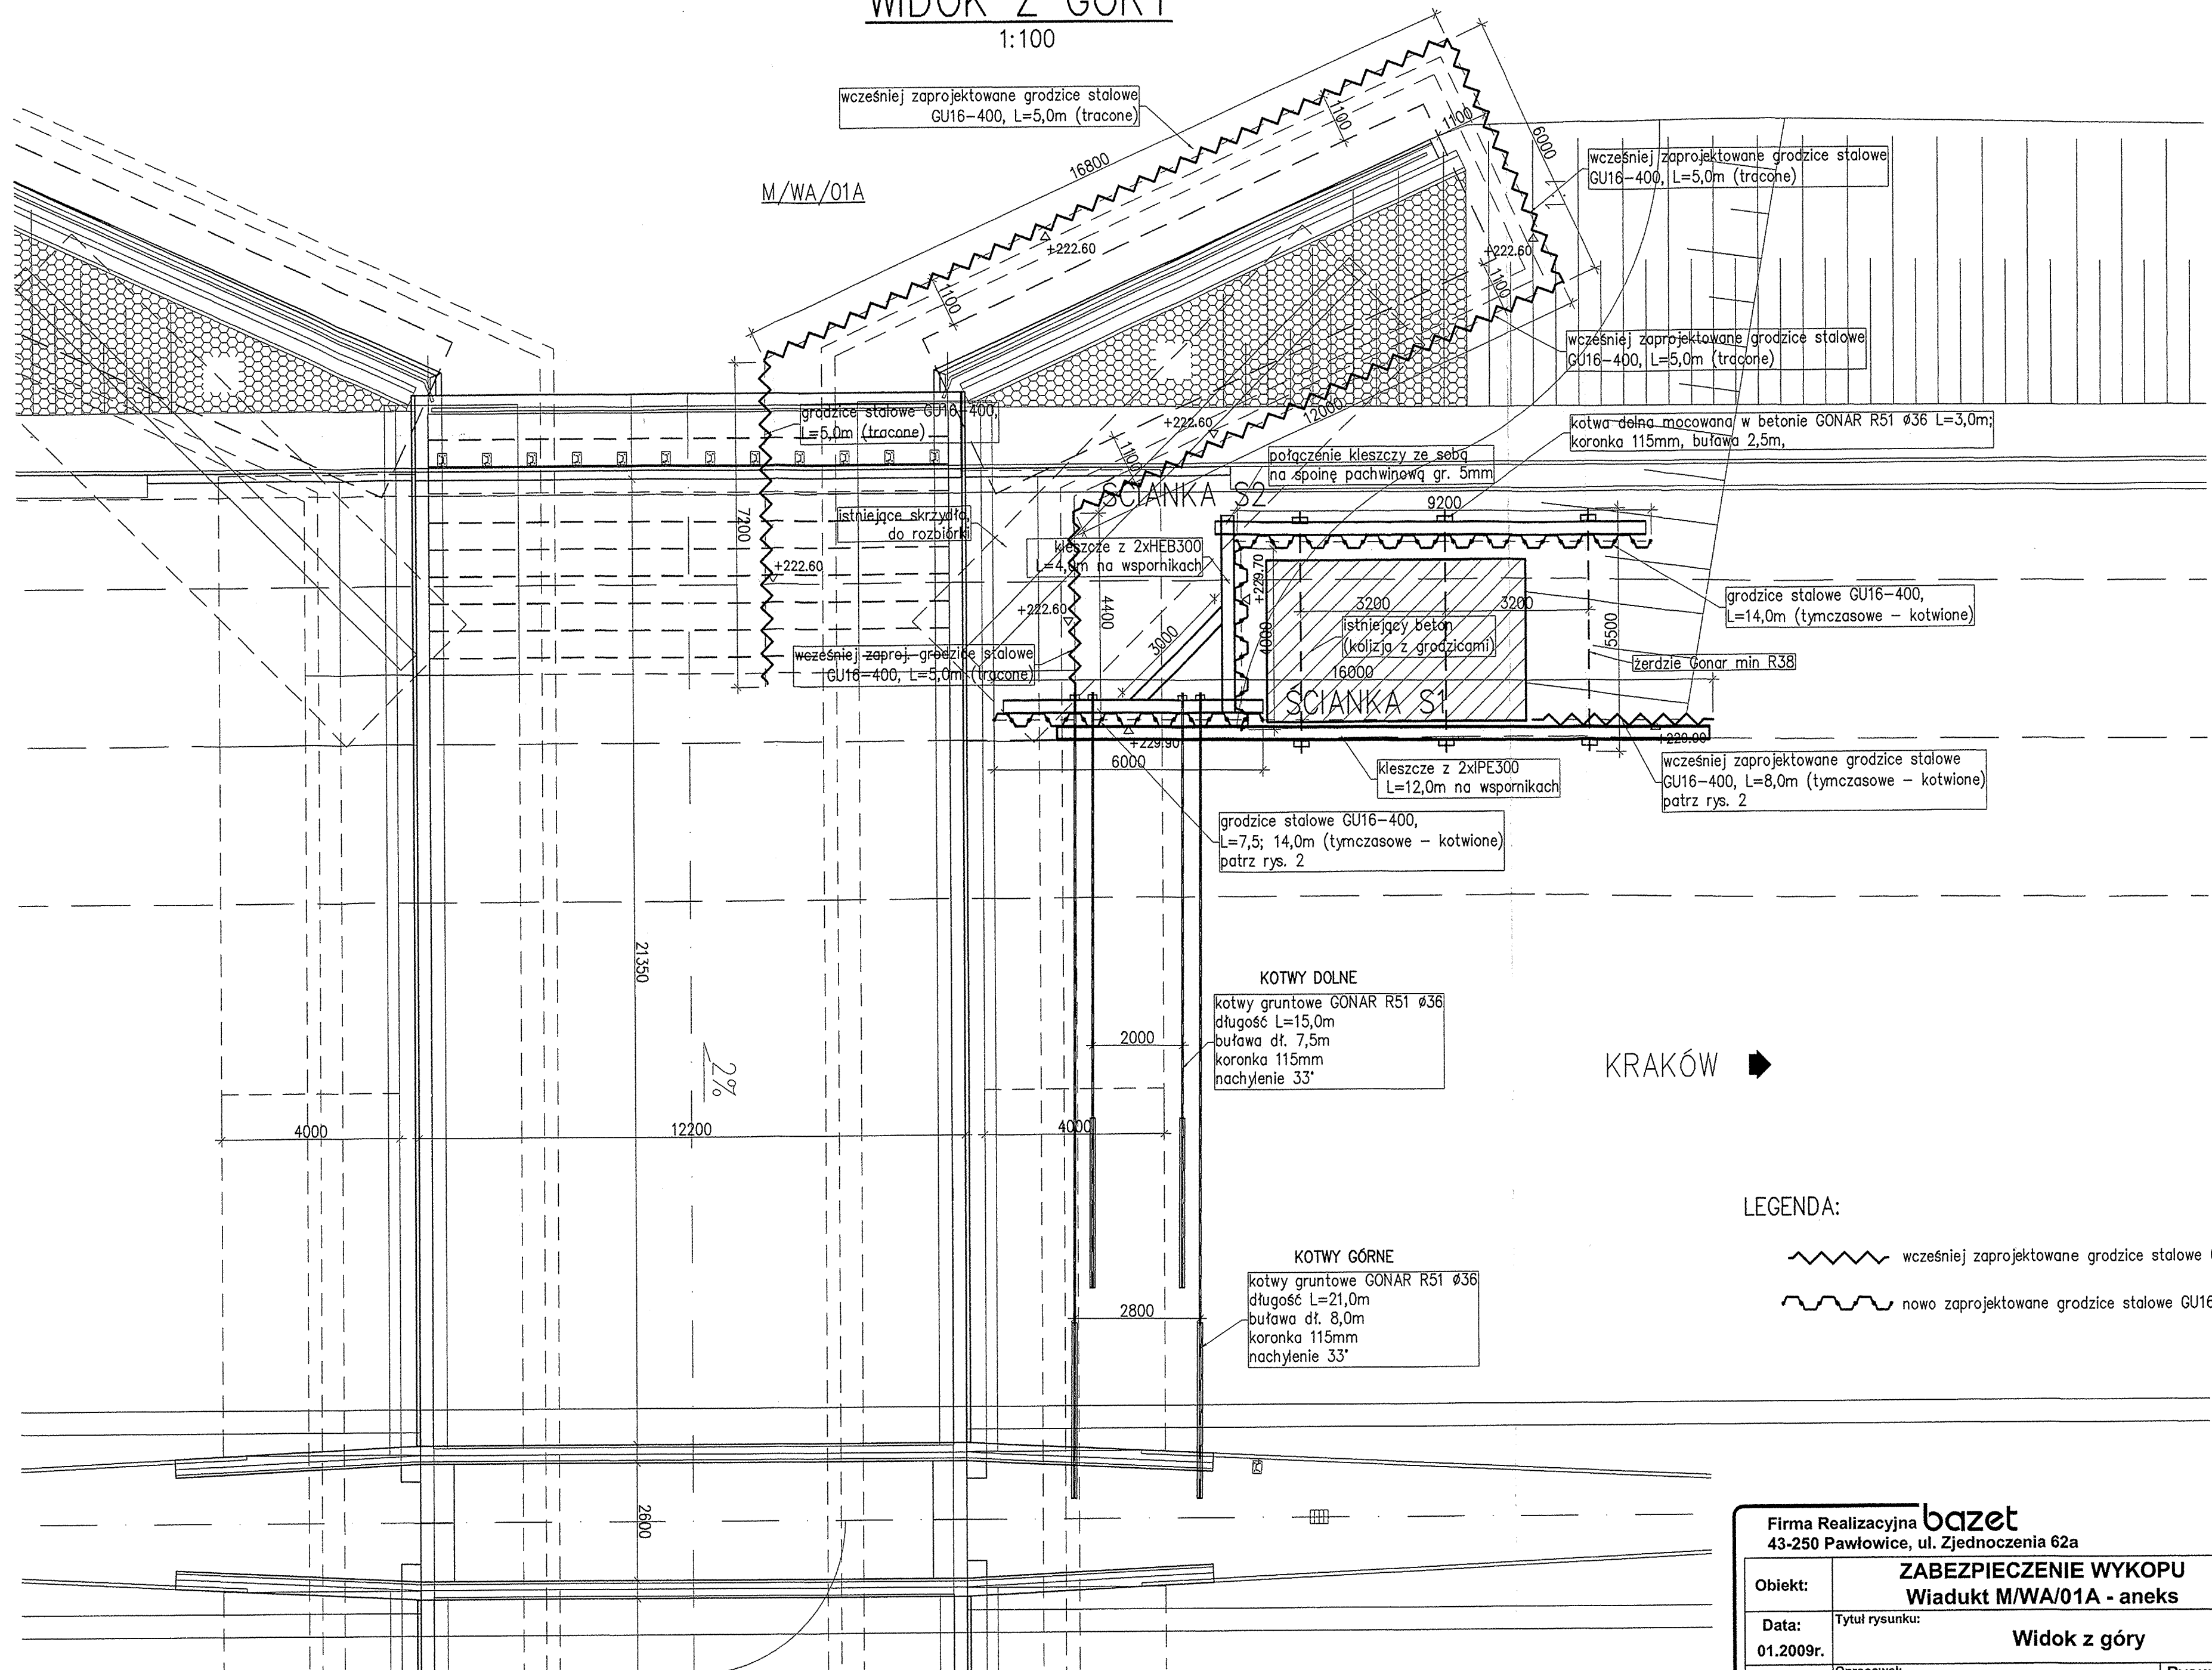 WIDOK Z GÓRY
1:100
wcześniej zaprojektowane grodzice stalowe
GU16-400, L=5,0m (tracone)
M/WA/01A
16800
1100
1100
6000
wcześniej zaprojektowane grodzice stalowe
GU16-400, L=5,0m (tracone)
+222.60
+222.60
1100
1100
wcześniej zaprojektowane grodzice stalowe
GU16-400, L=5,0m (tracone)
grodzice stalowe GU16-400,
L=5,0m (tracone)
12000
+222.60
1100
kotwa dolna mocowana w betonie GONAR R51 ø36 L=3,0m;
koronka 115mm, buława 2,5m,
połączenie kleszczy ze sobą
na spoinę pachwinową gr. 5mm
ŚCIANKA S2
9200
7200
istniejące skrzydło
do rozbiórki
kleszcze z 2xHEB300
L=4,0m na wspornikach
+222.60
+229.70
+222.60
4400
3200
3200
grodzice stalowe GU16-400,
L=14,0m (tymczasowe – kotwione)
istniejący beton
(kolizja z grodzicami)
4000
5500
3000
wcześniej zaproj. grodzice stalowe
GU16-400, L=5,0m (tracone)
żerdzie Gonar min R38
16000
ŚCIANKA S1
+229.90
6000
kleszcze z 2xIPE300
L=12,0m na wspornikach
wcześniej zaprojektowane grodzice stalowe
GU16-400, L=8,0m (tymczasowe – kotwione)
patrz rys. 2
grodzice stalowe GU16-400,
L=7,5; 14,0m (tymczasowe – kotwione)
patrz rys. 2
21350
KOTWY DOLNE
kotwy gruntowe GONAR R51 ø36
długość L=15,0m
buława dł. 7,5m
koronka 115mm
nachylenie 33°
2000
2%
KRAKÓW
4000
12200
4000
LEGENDA:
wcześniej zaprojektowane grodzice stalowe
nowo zaprojektowane grodzice stalowe GU16
KOTWY GÓRNE
kotwy gruntowe GONAR R51 ø36
długość L=21,0m
buława dł. 8,0m
koronka 115mm
nachylenie 33°
2800
2600
Firma Realizacyjna bazet
43-250 Pawłowice, ul. Zjednoczenia 62a
Obiekt:
ZABEZPIECZENIE WYKOPU
Wiadukt M/WA/01A - aneks
Data:
01.2009r.
Tytuł rysunku:
Widok z góry